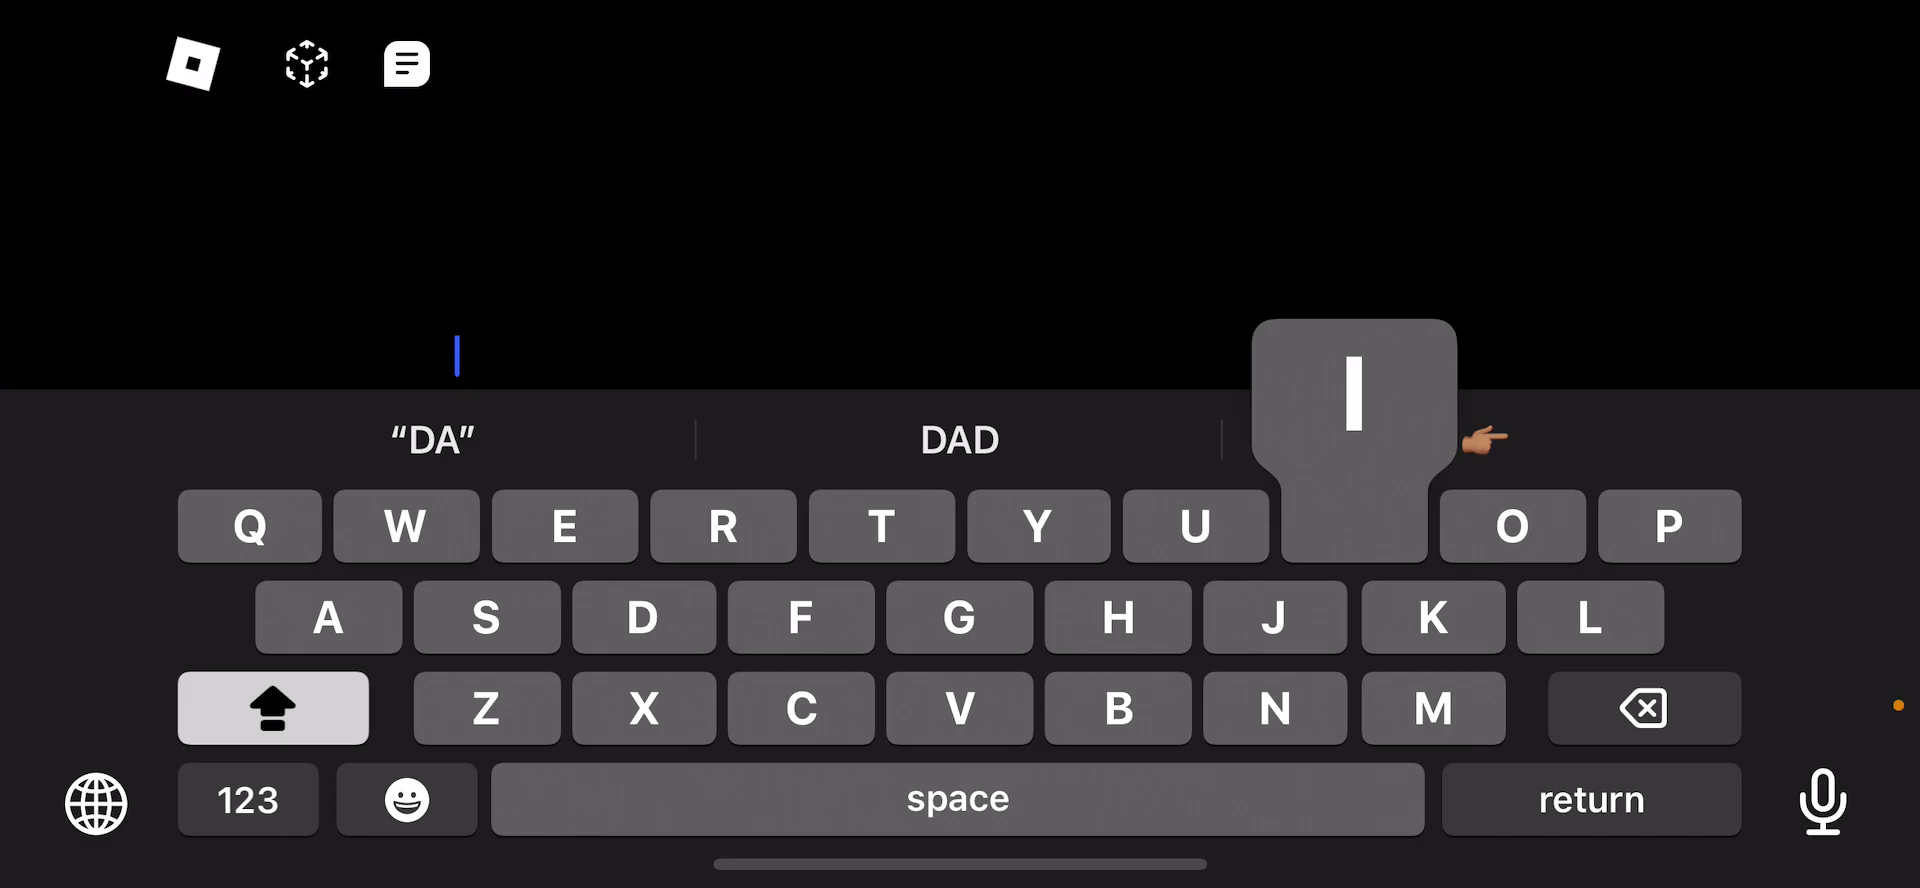 “DA” DAD
I
Q W E R T Y U O P
A S D F G H J K L
Z X C V B N M
123 space return